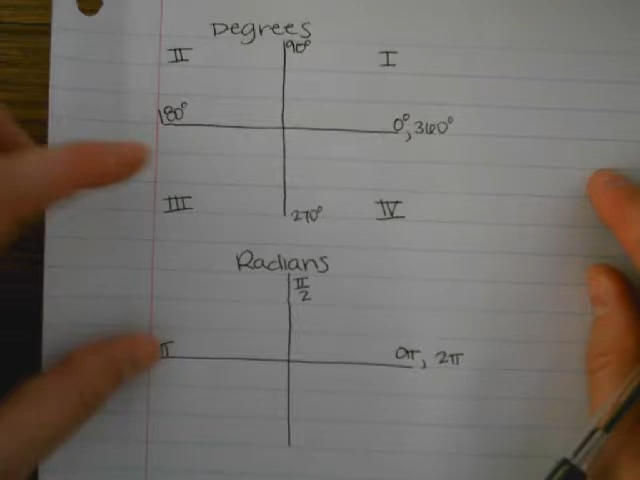 Degrees
90°
II
I
180°
0°, 360°
III
IV
270°
Radians
π/2
π
0π, 2π